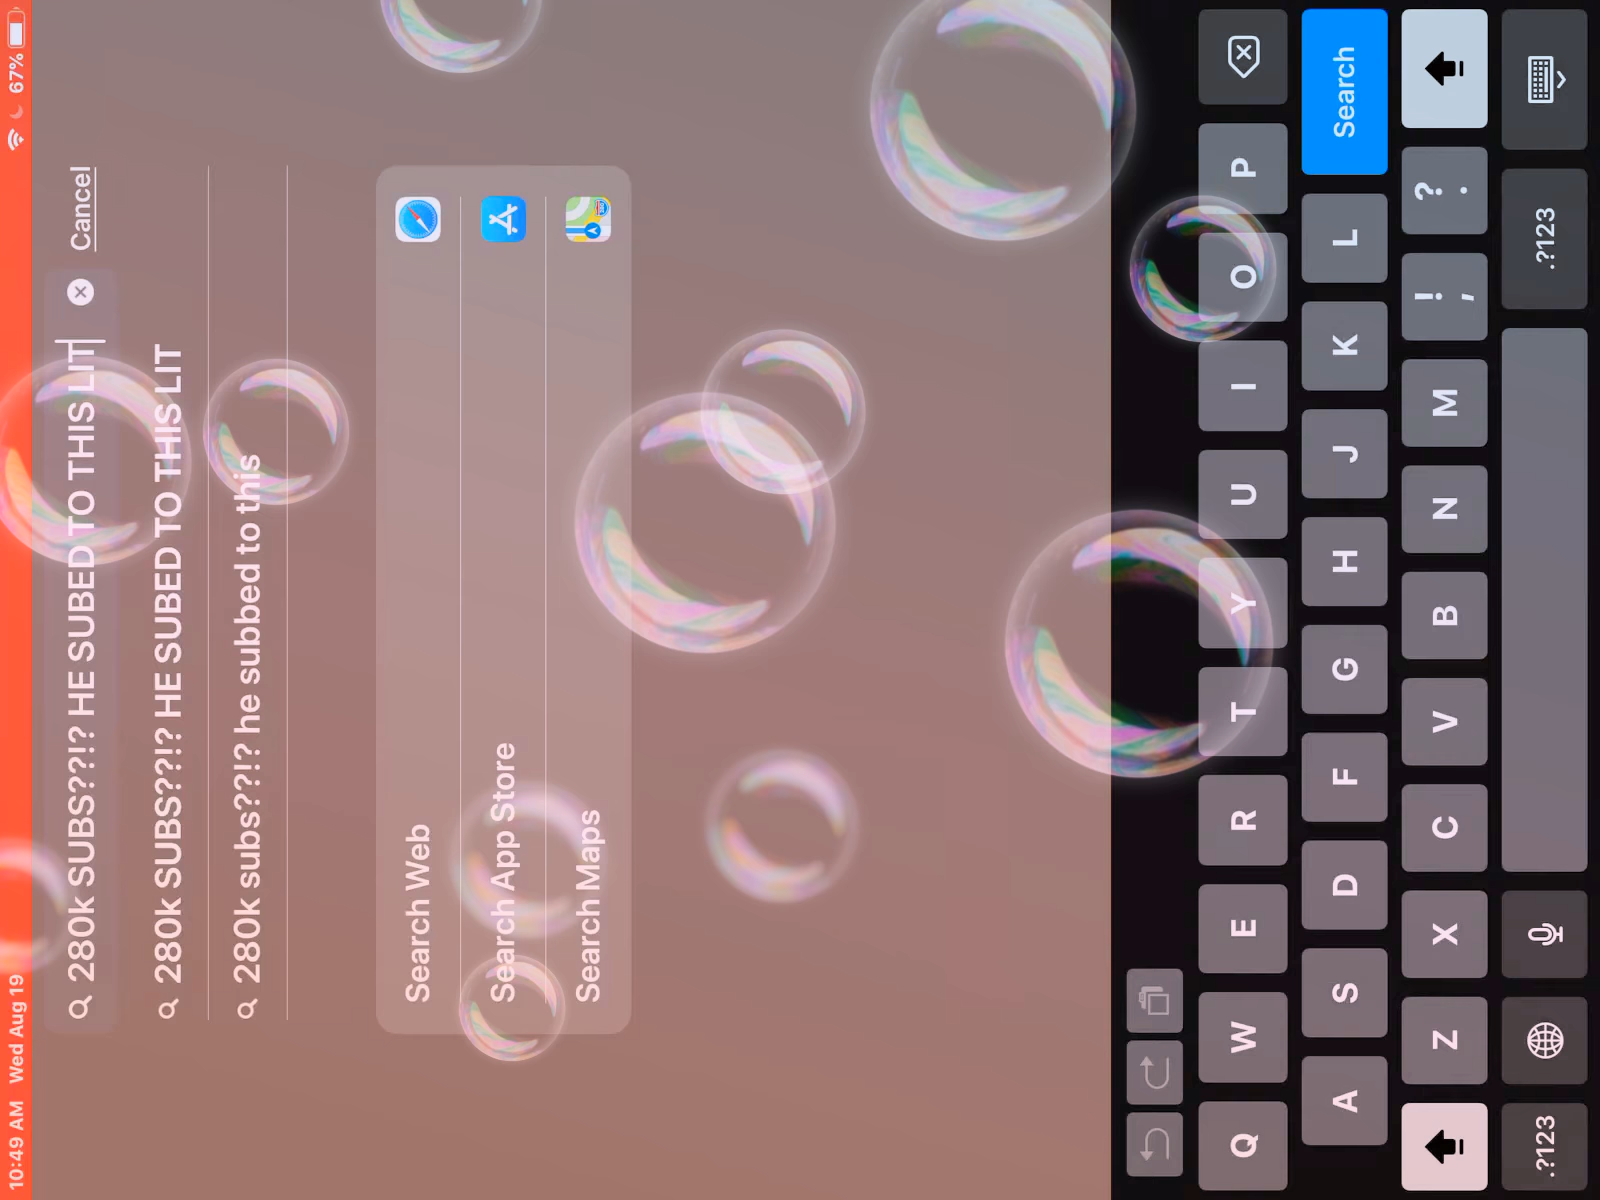 10:49 AM Wed Aug 19 67%
280k SUBS??!? HE SUBED TO THIS LIT Cancel
280k SUBS??!? HE SUBED TO THIS LIT
280k subs??!? he subbed to this
Search Web
Search App Store
Search Maps
Q W E R T Y U I O P
A S D F G H J K L Search
Z X C V B N M ! , ? .
.?123 .?123